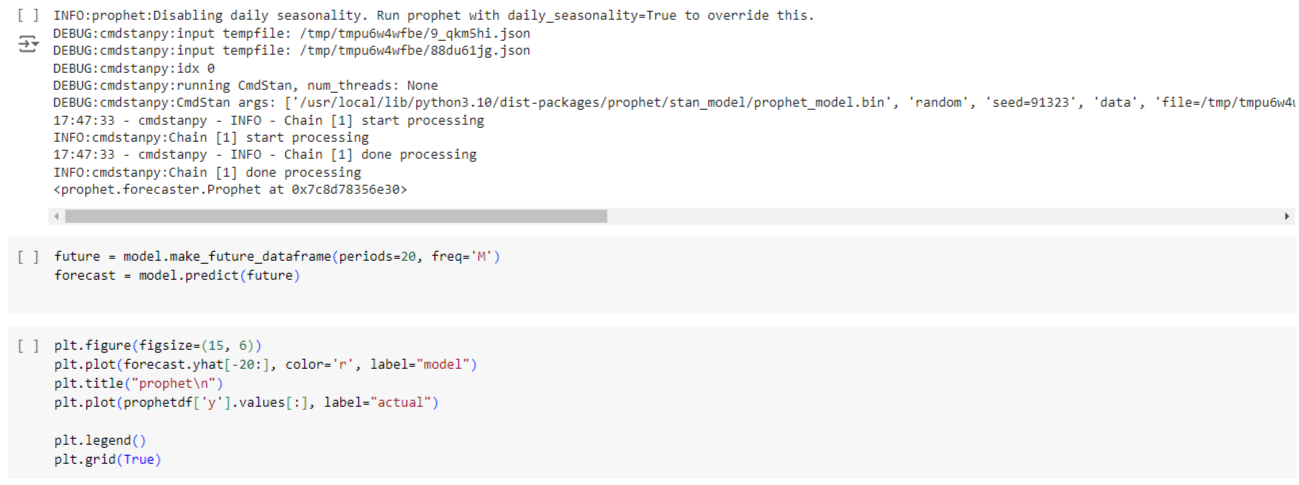 [ ] INFO:prophet:Disabling daily seasonality. Run prophet with daily_seasonality=True to override this.
DEBUG:cmdstanpy:input tempfile: /tmp/tmpu6w4wfbe/9_qkm5hi.json
DEBUG:cmdstanpy:input tempfile: /tmp/tmpu6w4wfbe/88du61jg.json
DEBUG:cmdstanpy:idx 0
DEBUG:cmdstanpy:running CmdStan, num_threads: None
DEBUG:cmdstanpy:CmdStan args: ['/usr/local/lib/python3.10/dist-packages/prophet/stan_model/prophet_model.bin', 'random', 'seed=91323', 'data', 'file=/tmp/tmpu6w4
17:47:33 - cmdstanpy - INFO - Chain [1] start processing
INFO:cmdstanpy:Chain [1] start processing
17:47:33 - cmdstanpy - INFO - Chain [1] done processing
INFO:cmdstanpy:Chain [1] done processing
<prophet.forecaster.Prophet at 0x7c8d78356e30>
[ ] future = model.make_future_dataframe(periods=20, freq='M')
forecast = model.predict(future)
[ ] plt.figure(figsize=(15, 6))
plt.plot(forecast.yhat[-20:], color='r', label="model")
plt.title("prophet\n")
plt.plot(prophetdf['y'].values[:], label="actual")
plt.legend()
plt.grid(True)